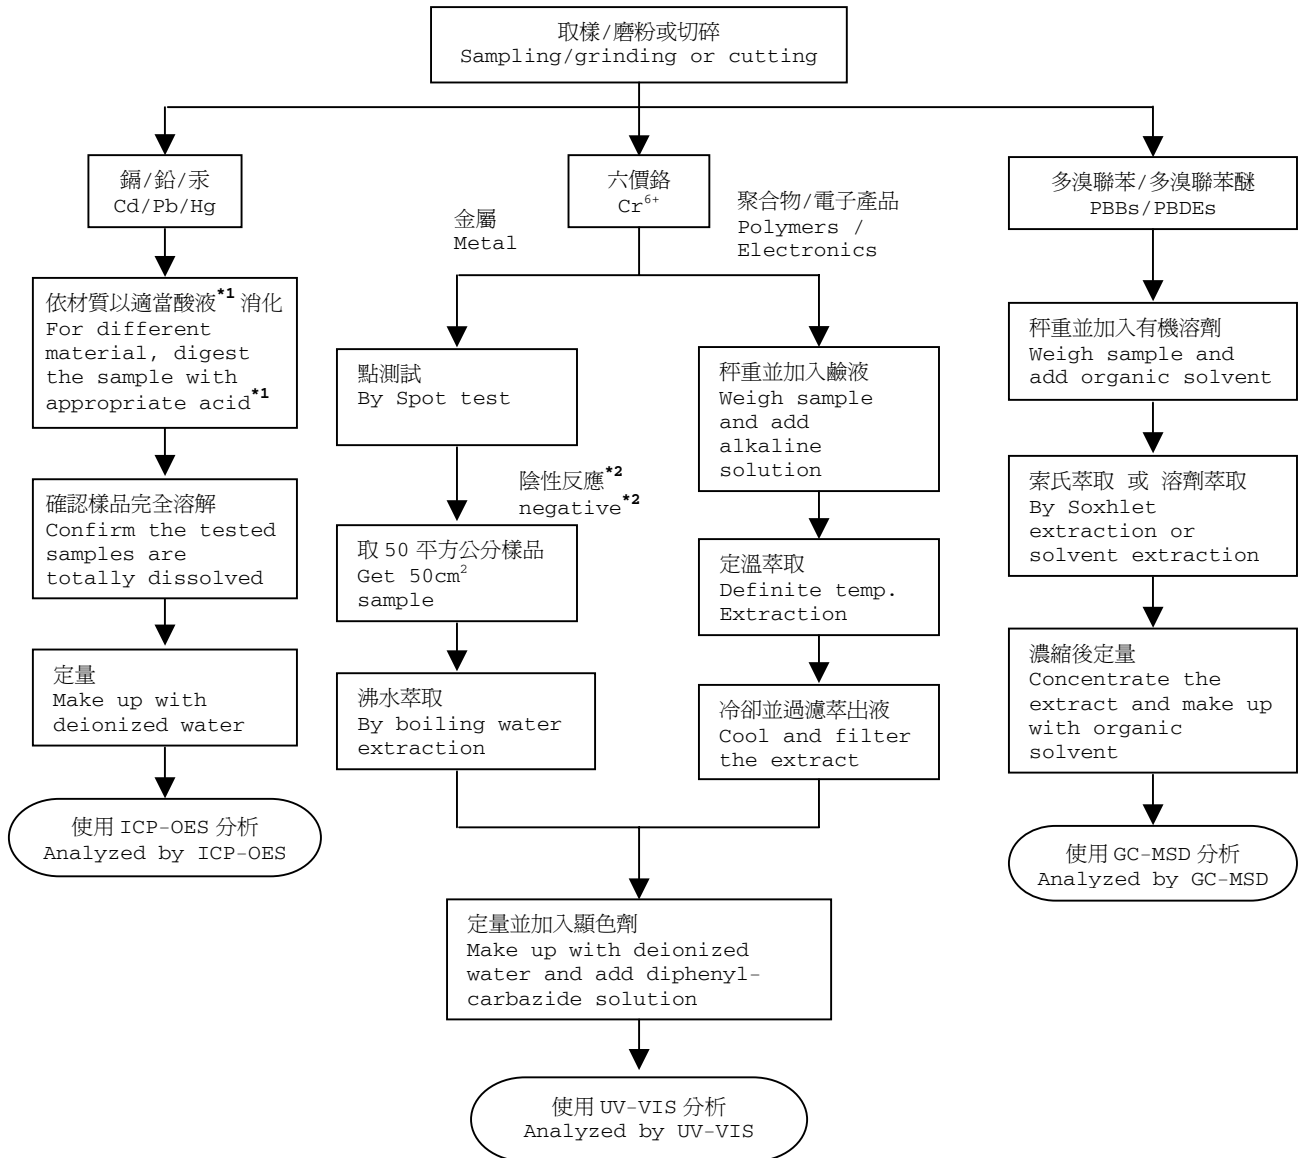 取樣/磨粉或切碎
Sampling/grinding or cutting
鎘/鉛/汞
Cd/Pb/Hg
依材質以適當酸液*1 消化
For different
material, digest
the sample with
appropriate acid*1
確認樣品完全溶解
Confirm the tested
samples are
totally dissolved
定量
Make up with
deionized water
使用 ICP-OES 分析
Analyzed by ICP-OES
六價鉻
Cr6+
金屬
Metal
點測試
By Spot test
陰性反應*2
negative*2
取 50 平方公分樣品
Get 50cm2
sample
沸水萃取
By boiling water
extraction
聚合物/電子產品
Polymers /
Electronics
秤重並加入鹼液
Weigh sample
and add
alkaline
solution
定溫萃取
Definite temp.
Extraction
冷卻並過濾萃出液
Cool and filter
the extract
定量並加入顯色劑
Make up with deionized
water and add diphenyl-
carbazide solution
使用 UV-VIS 分析
Analyzed by UV-VIS
多溴聯苯/多溴聯苯醚
PBBs/PBDEs
秤重並加入有機溶劑
Weigh sample and
add organic solvent
索氏萃取 或 溶劑萃取
By Soxhlet
extraction or
solvent extraction
濃縮後定量
Concentrate the
extract and make up
with organic
solvent
使用 GC-MSD 分析
Analyzed by GC-MSD